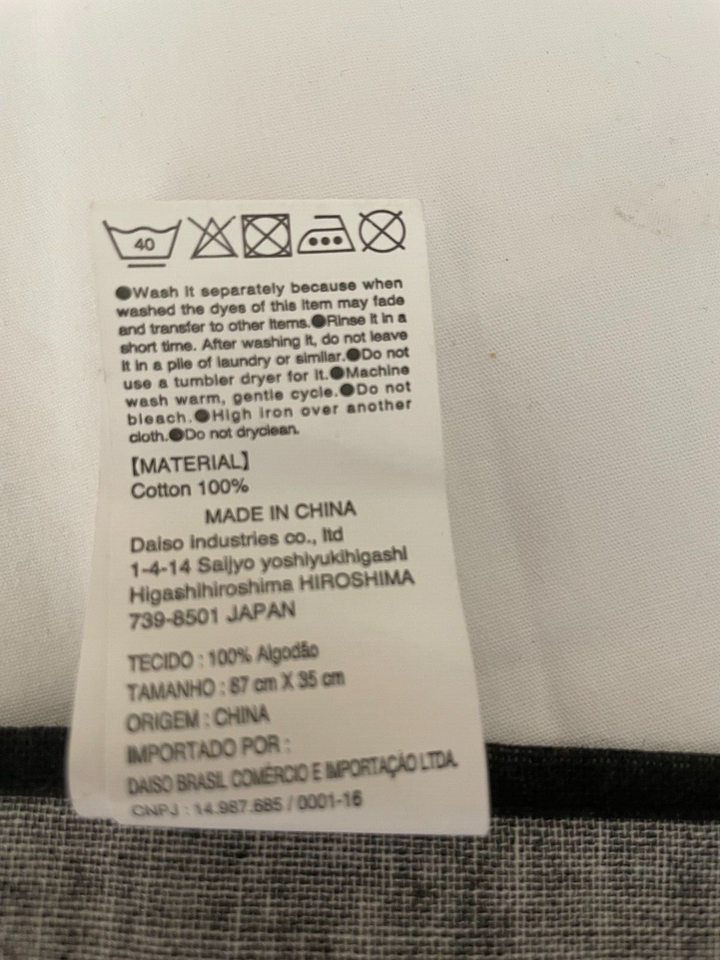 40
●Wash it separately because when
washed the dyes of this item may fade
and transfer to other items.●Rinse it in a
short time. After washing it, do not leave
it in a pile of laundry or similar.●Do not
use a tumbler dryer for it.●Machine
wash warm, gentle cycle.●Do not
bleach.●High iron over another
cloth.●Do not dryclean.
【MATERIAL】
Cotton 100%
MADE IN CHINA
Daiso industries co., ltd
1-4-14 Saijyo yoshiyukihigashi
Higashihiroshima HIROSHIMA
739-8501 JAPAN
TECIDO : 100% Algodão
TAMANHO : 87 cm X 35 cm
ORIGEM : CHINA
IMPORTADO POR :
DAISO BRASIL COMÉRCIO E IMPORTAÇÃO LTDA.
CNPJ : 14.987.685 / 0001-16